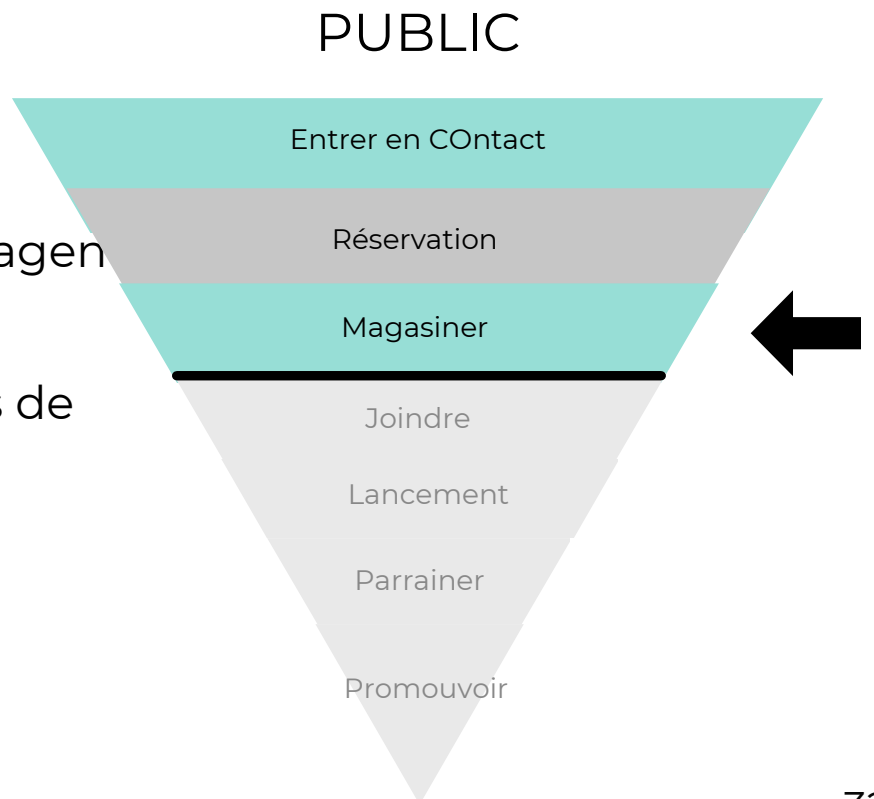 PUBLIC
Entrer en COntact
Réservation
agen
Magasiner
s de
Joindre
Lancement
Parrainer
Promouvoir